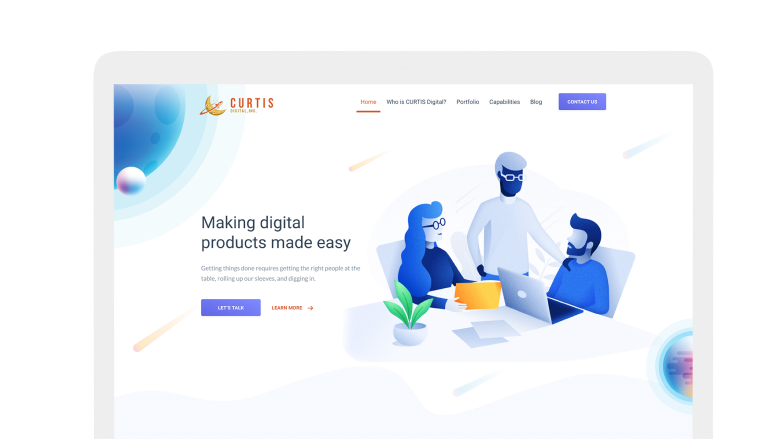 CURTIS
DIGITAL, INC.
Home Who is CURTIS Digital? Portfolio Capabilities Blog CONTACT US
Making digital
products made easy
Getting things done requires getting the right people at the
table, rolling up our sleeves, and digging in.
LET'S TALK LEARN MORE →